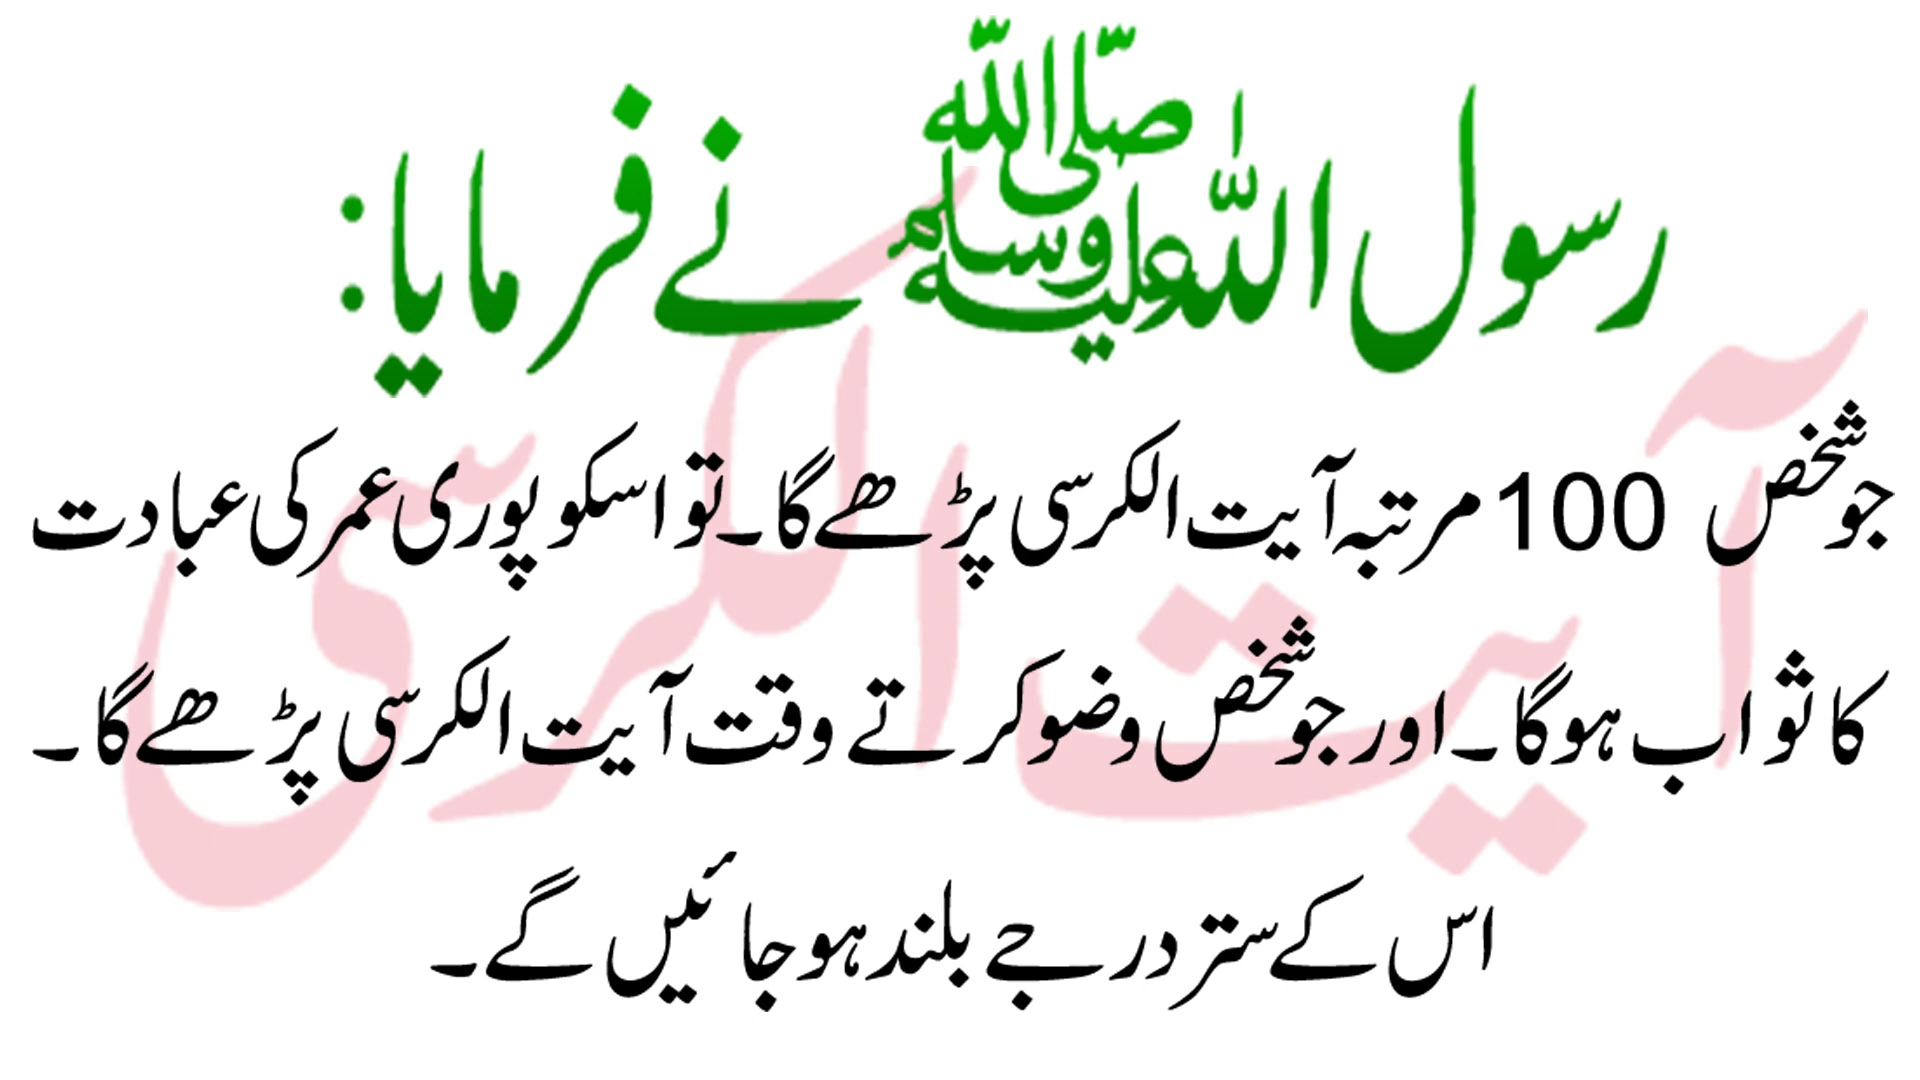 رسول اللہ صلی اللہ علیہ وسلم نے فرمایا:
جو شخص 100 مرتبہ آیت الکرسی پڑھے گا۔ تو اسکو پوری عمر کی عبادت
کا ثواب ہوگا۔ اور جو شخص وضو کرتے وقت آیت الکرسی پڑھے گا۔
اس کے ستر درجے بلند ہو جائیں گے۔
آیت الکرسی